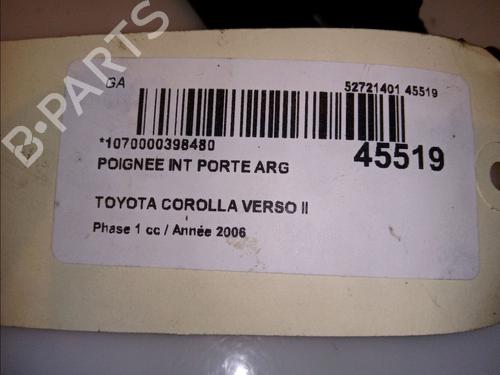 B-PARTS
GA
52721401 45519
*1070000398480
45519
POIGNEE INT PORTE ARG
TOYOTA COROLLA VERSO II
Phase 1 cc / Année 2006